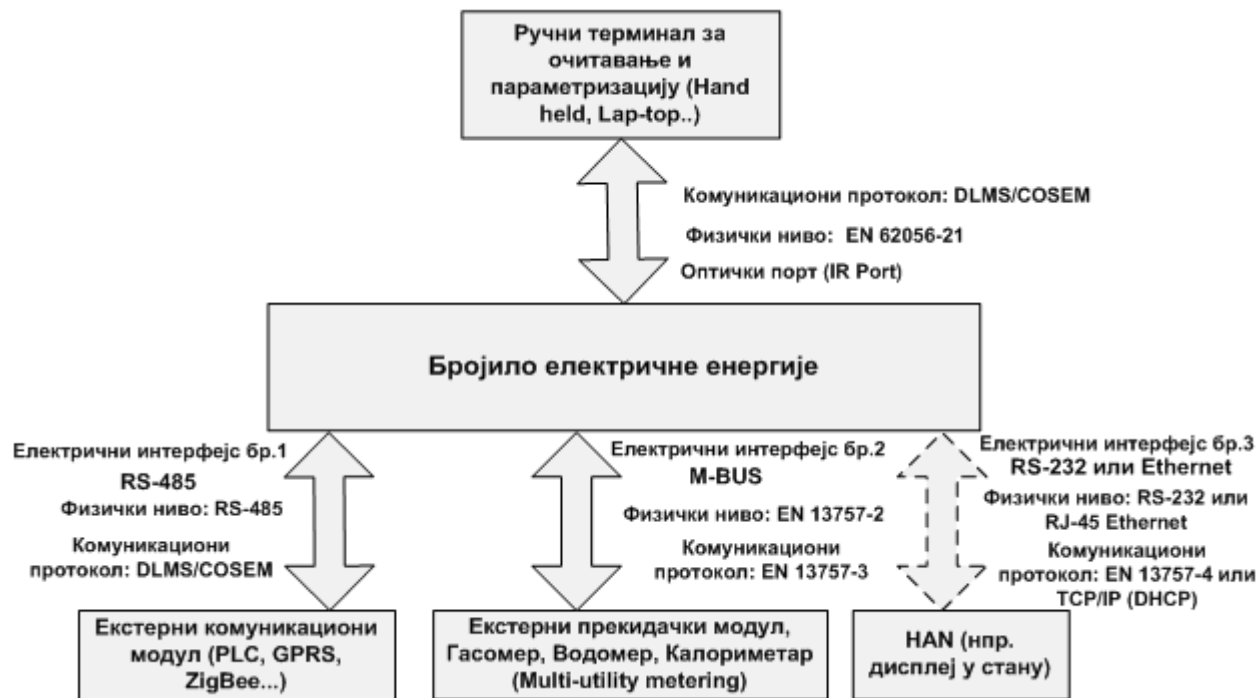 Ручни терминал за
очитавање и
параметризацију (Hand
held, Lap-top..)
Комуникациони протокол: DLMS/COSEM
Физички ниво: EN 62056-21
Оптички порт (IR Port)
Бројило електричне енергије
Електрични интерфејс бр.1
RS-485
Физички ниво: RS-485
Комуникациони
протокол: DLMS/COSEM
Електрични интерфејс бр.2
M-BUS
Физички ниво: EN 13757-2
Комуникациони
протокол: EN 13757-3
Електрични интерфејс бр.3
RS-232 или Ethernet
Физички ниво: RS-232 или
RJ-45 Ethernet
Комуникациони
протокол: EN 13757-4 или
TCP/IP (DHCP)
Екстерни комуникациони
модул (PLC, GPRS,
ZigBee...)
Екстерни прекидачки модул,
Гасомер, Водомер, Калориметар
(Multi-utility metering)
HAN (нпр.
дисплеј у стану)